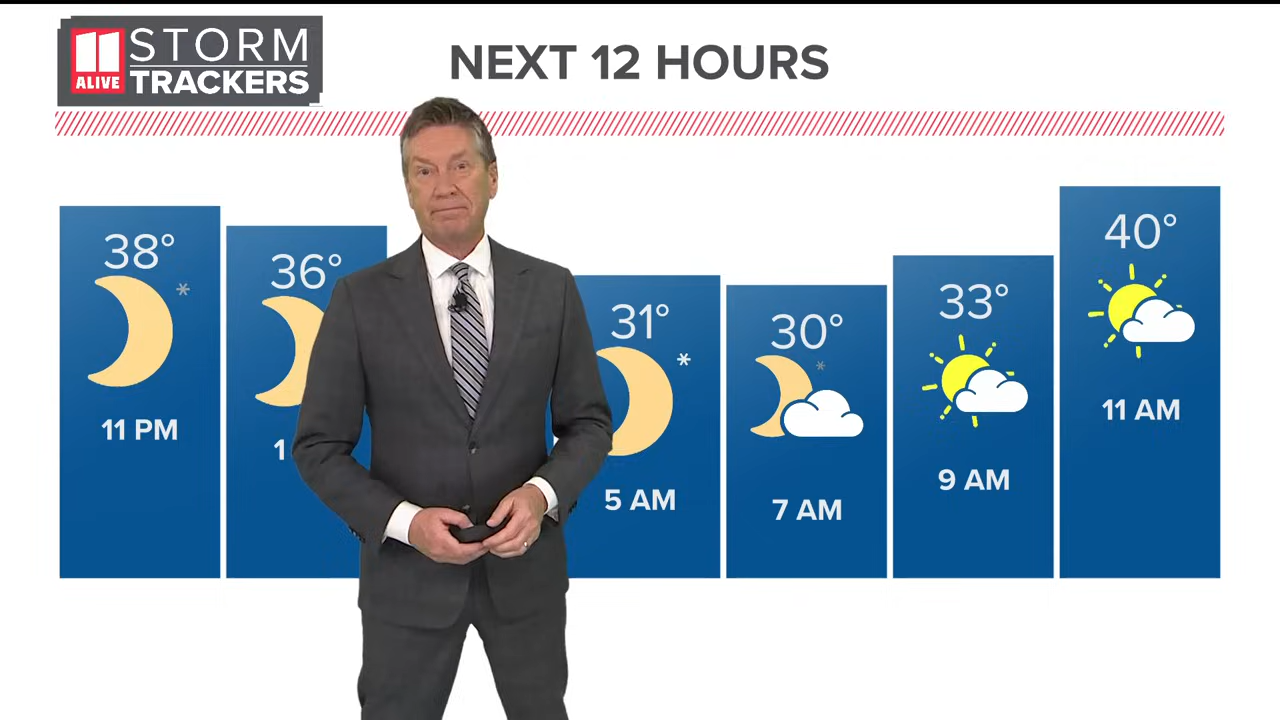 11 ALIVE
STORM
TRACKERS
NEXT 12 HOURS
38°
11 PM
36°
1
31°
5 AM
30°
7 AM
33°
9 AM
40°
11 AM